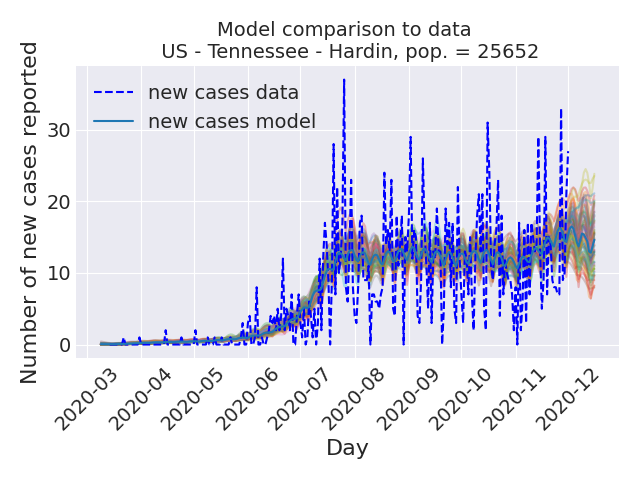 Model comparison to data
US - Tennessee - Hardin, pop. = 25652
new cases data
new cases model
Number of new cases reported
30
20
10
0
2020-03
2020-04
2020-05
2020-06
2020-07
2020-08
2020-09
2020-10
2020-11
2020-12
Day